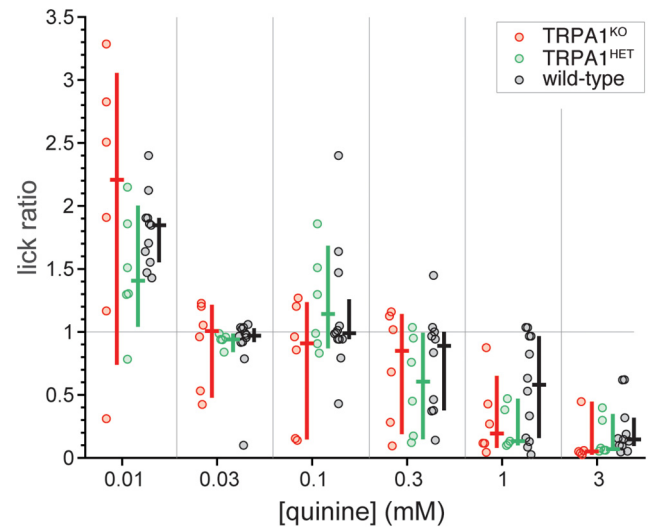 3.5
TRPA1KO
TRPA1HET
wild-type
3
2.5
2
1.5
1
0.5
0
lick ratio
0.01 0.03 0.1 0.3 1 3
[quinine] (mM)